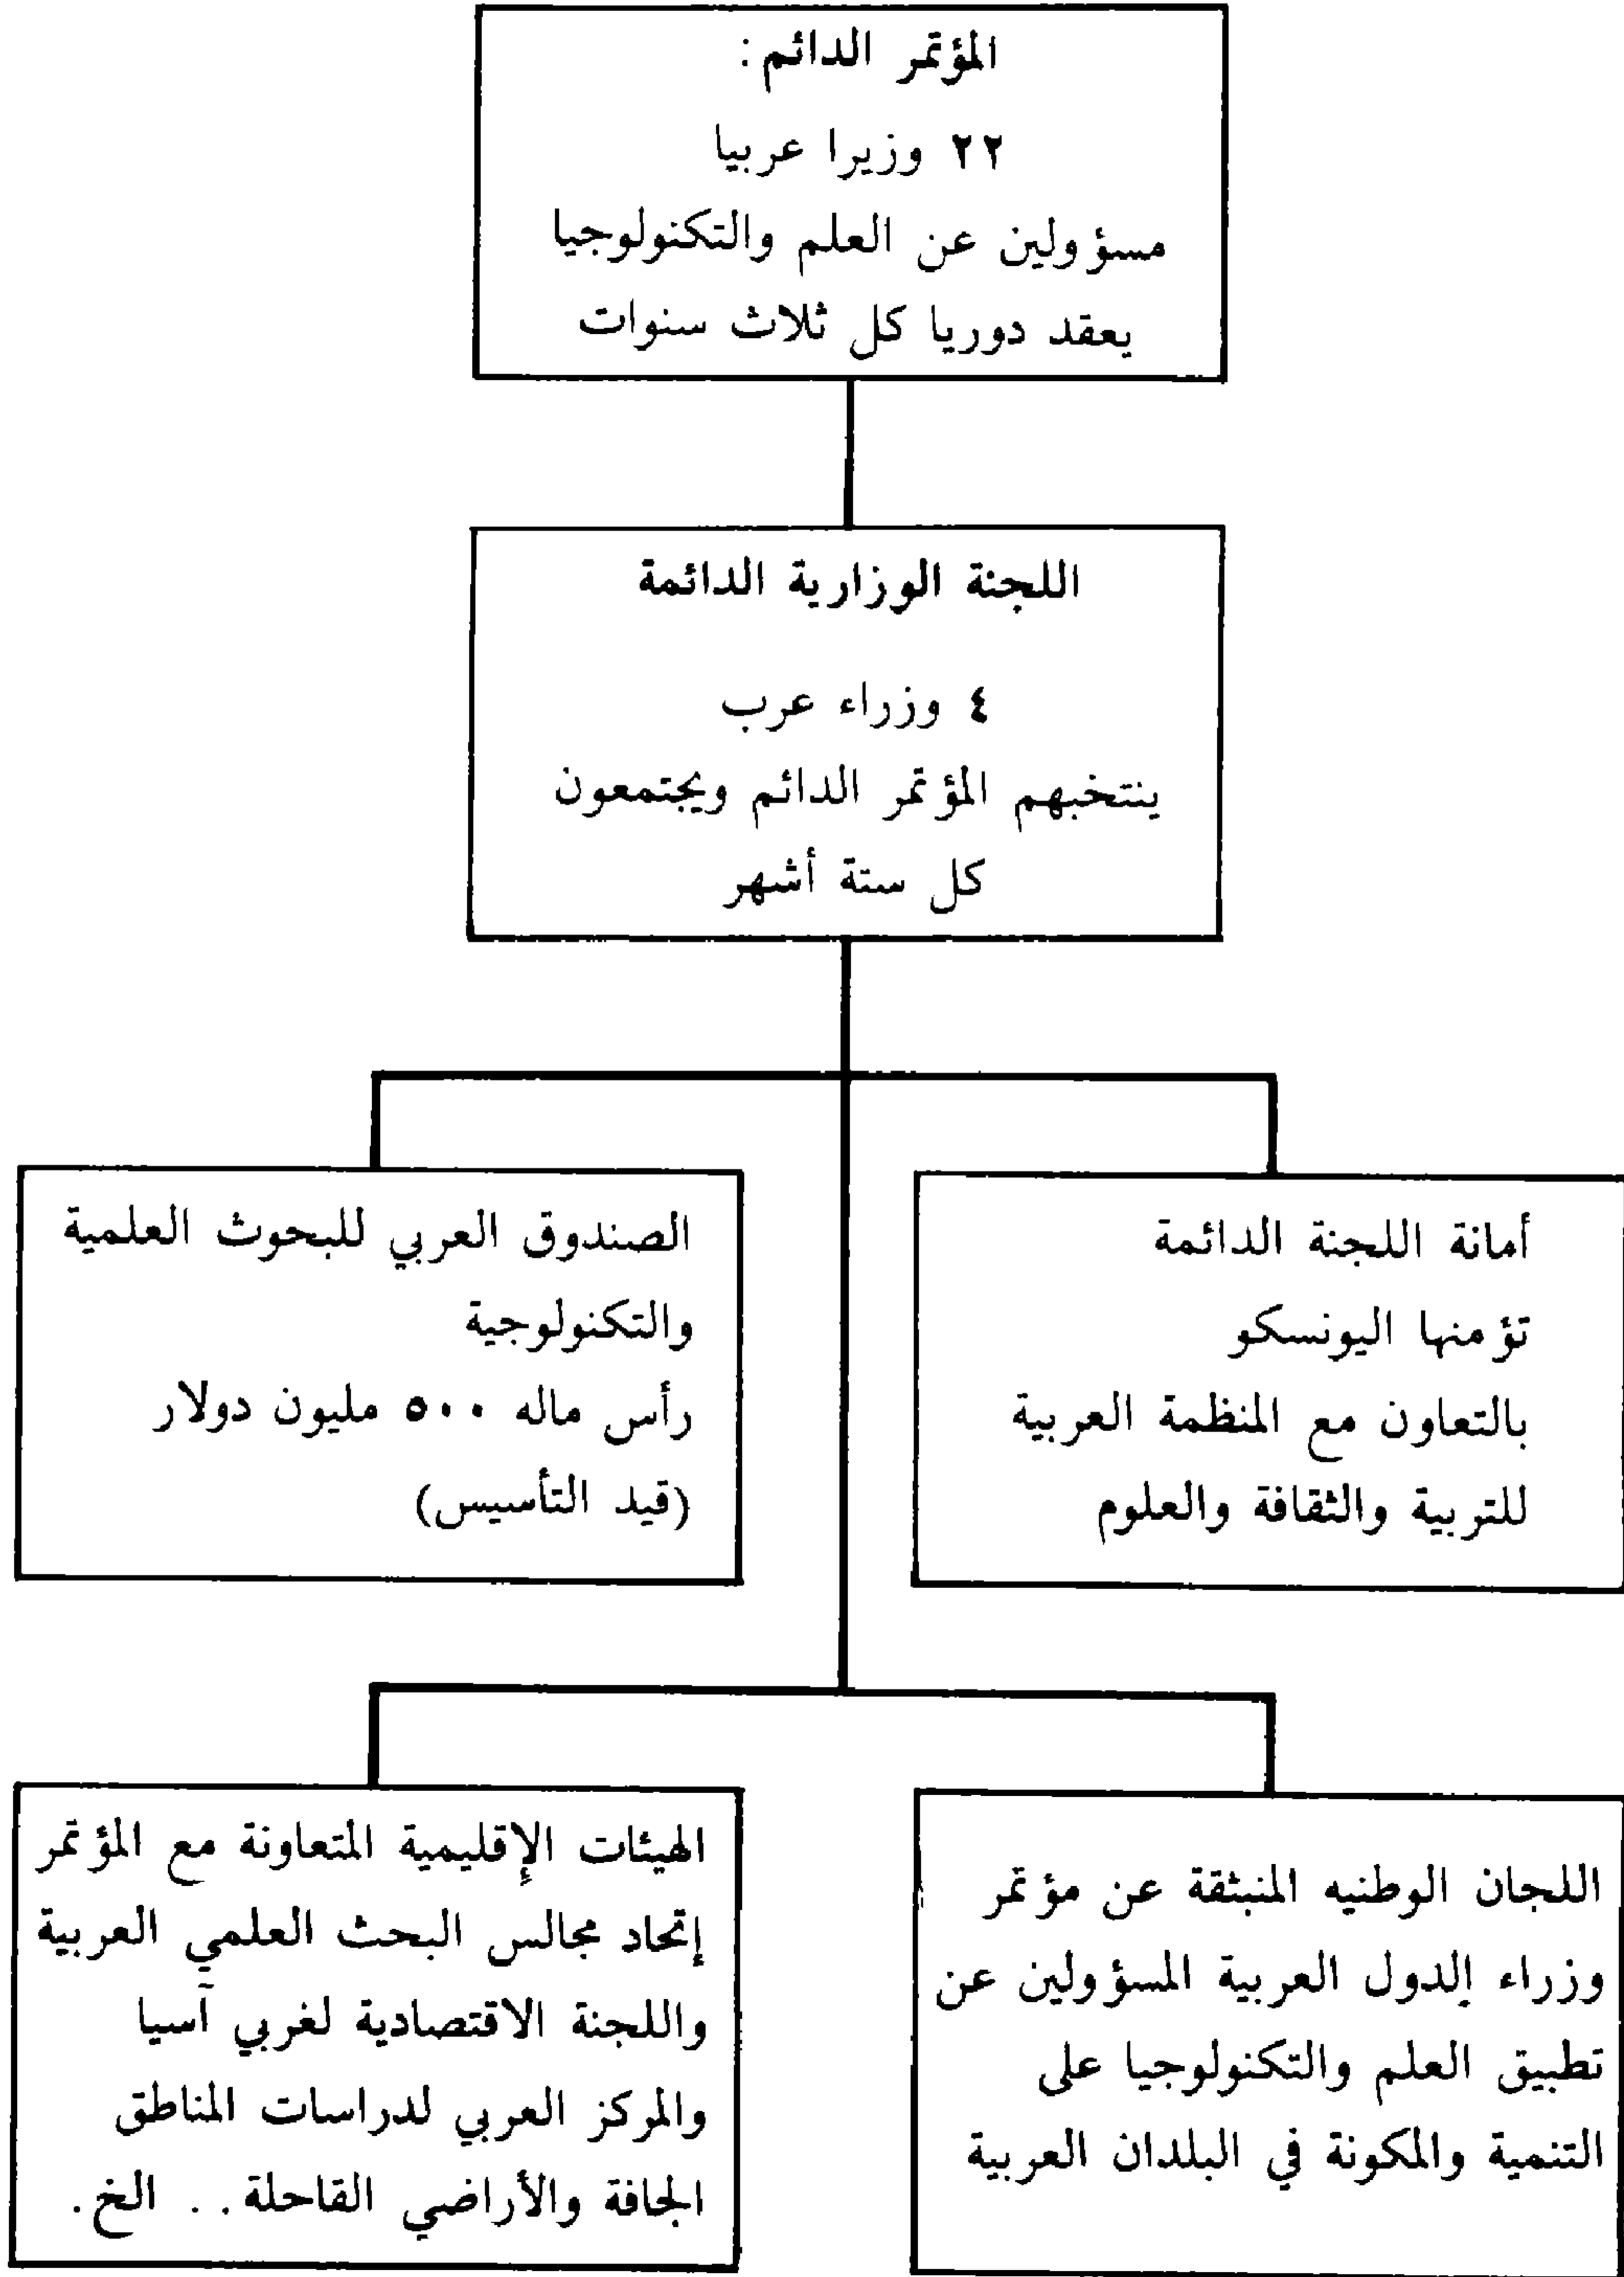 المؤتمر الدائم:
٢٢ وزيرا عربيا
مسؤولين عن العلم والتكنولوجيا
يعقد دوريا كل ثلاث سنوات
اللجنة الوزارية الدائمة
٤ وزراء عرب
ينتخبهم المؤتمر الدائم ويجتمعون
كل ستة أشهر
أمانة اللجنة الدائمة
تؤمنها اليونسكو
بالتعاون مع المنظمة العربية
للتربية والثقافة والعلوم
الصندوق العربي للبحوث العلمية
والتكنولوجية
رأس ماله ٥٠٠ مليون دولار
(قيد التأسيس)
اللجان الوطنيه المنبثقة عن مؤتمر
وزراء الدول العربية المسؤولين عن
تطبيق العلم والتكنولوجيا على
التنمية والمكونة في البلدان العربية
الهيئات الإقليمية المتعاونة مع المؤتمر
إتحاد مجالس البحث العلمي العربية
واللجنة الاقتصادية لغربي آسيا
والمركز العربي لدراسات المناطق
الجافة والأراضي القاحلة . . الخ.